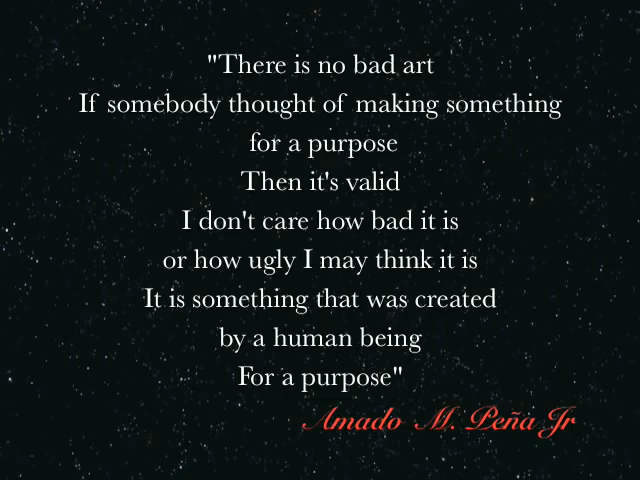 "There is no bad art
If somebody thought of making something
for a purpose
Then it's valid
I don't care how bad it is
or how ugly I may think it is
It is something that was created
by a human being
For a purpose"
Amado M. Peña Jr